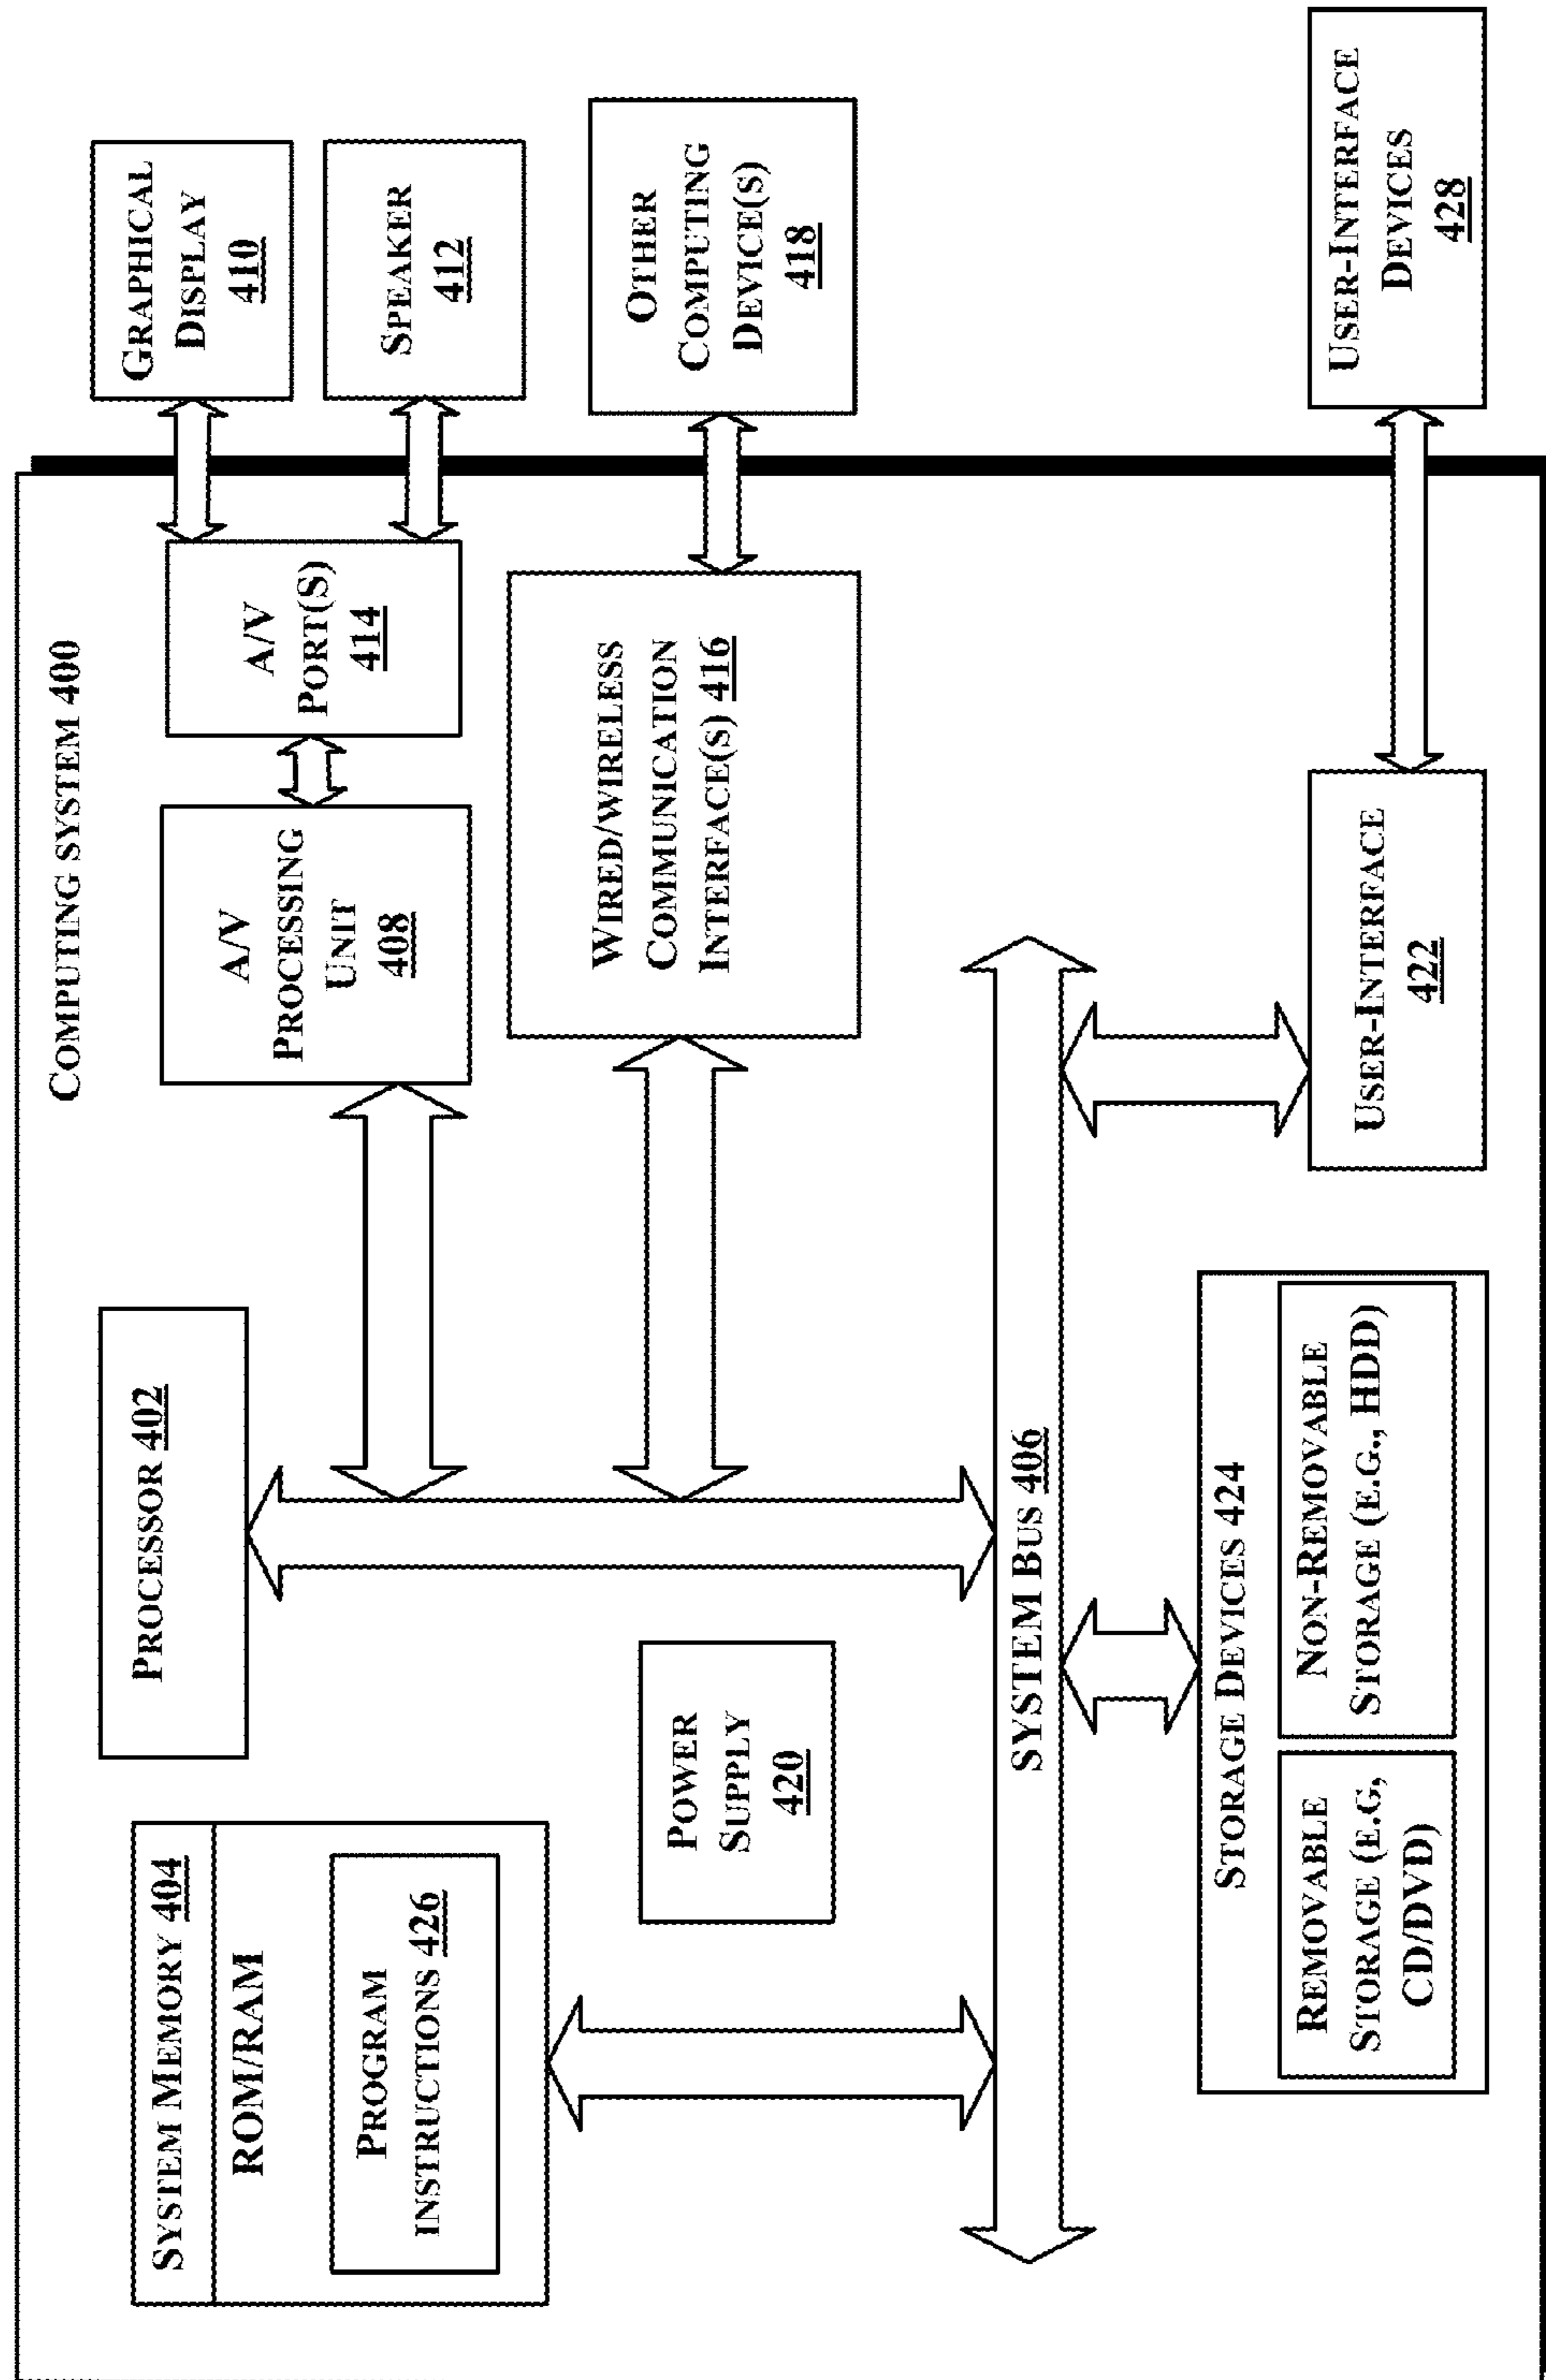 COMPUTING SYSTEM 400
SYSTEM MEMORY 404
ROM/RAM
PROGRAM
INSTRUCTIONS 426
PROCESSOR 402
A/V
PROCESSING
UNIT
408
A/V
PORT(S)
414
GRAPHICAL
DISPLAY
410
SPEAKER
412
POWER
SUPPLY
420
WIRED/WIRELESS
COMMUNICATION
INTERFACE(S) 416
OTHER
COMPUTING
DEVICE(S)
418
SYSTEM BUS 406
STORAGE DEVICES 424
REMOVABLE
STORAGE (E.G,
CD/DVD)
NON-REMOVABLE
STORAGE (E.G., HDD)
USER-INTERFACE
422
USER-INTERFACE
DEVICES
428